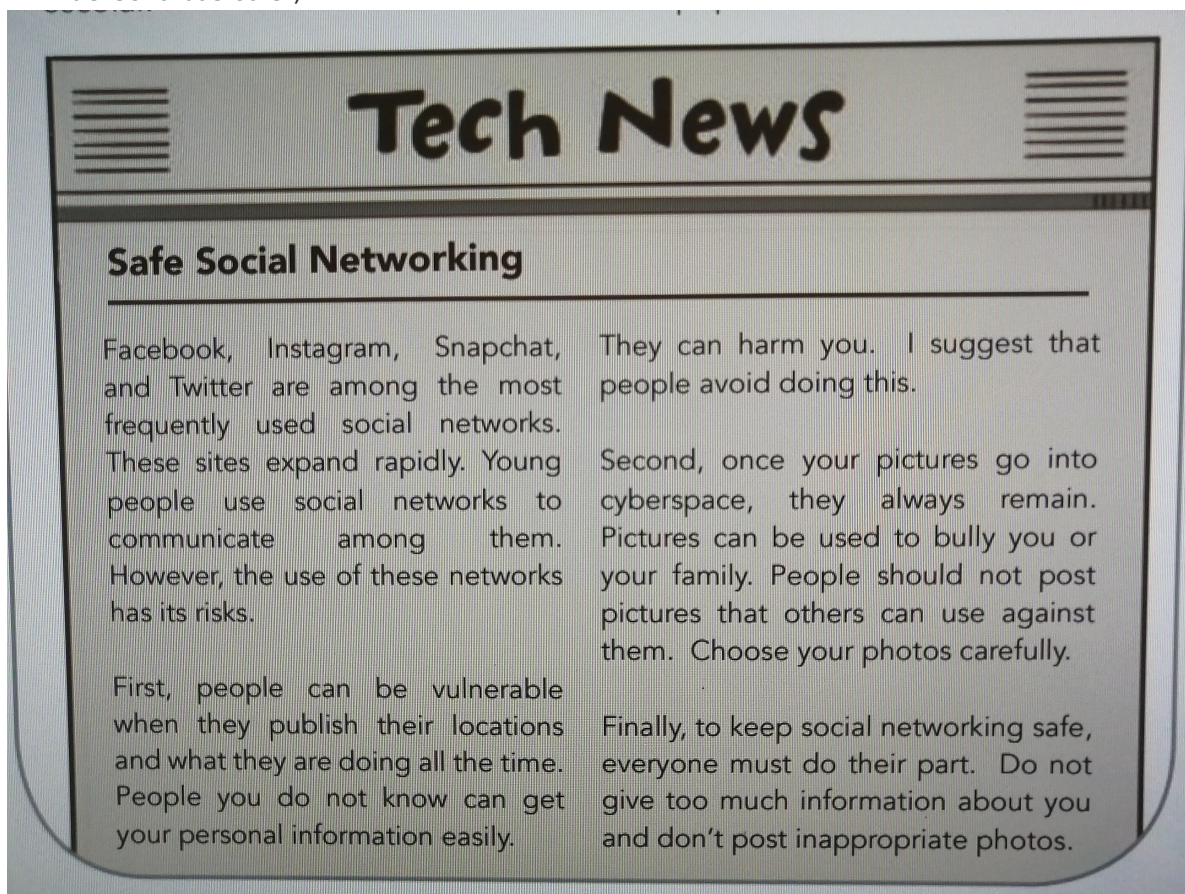 Tech News
Safe Social Networking
Facebook, Instagram, Snapchat,
and Twitter are among the most
frequently used social networks.
These sites expand rapidly. Young
people use social networks to
communicate among them.
However, the use of these networks
has its risks.
First, people can be vulnerable
when they publish their locations
and what they are doing all the time.
People you do not know can get
your personal information easily.
They can harm you. I suggest that
people avoid doing this.
Second, once your pictures go into
cyberspace, they always remain.
Pictures can be used to bully you or
your family. People should not post
pictures that others can use against
them. Choose your photos carefully.
Finally, to keep social networking safe,
everyone must do their part. Do not
give too much information about you
and don't post inappropriate photos.